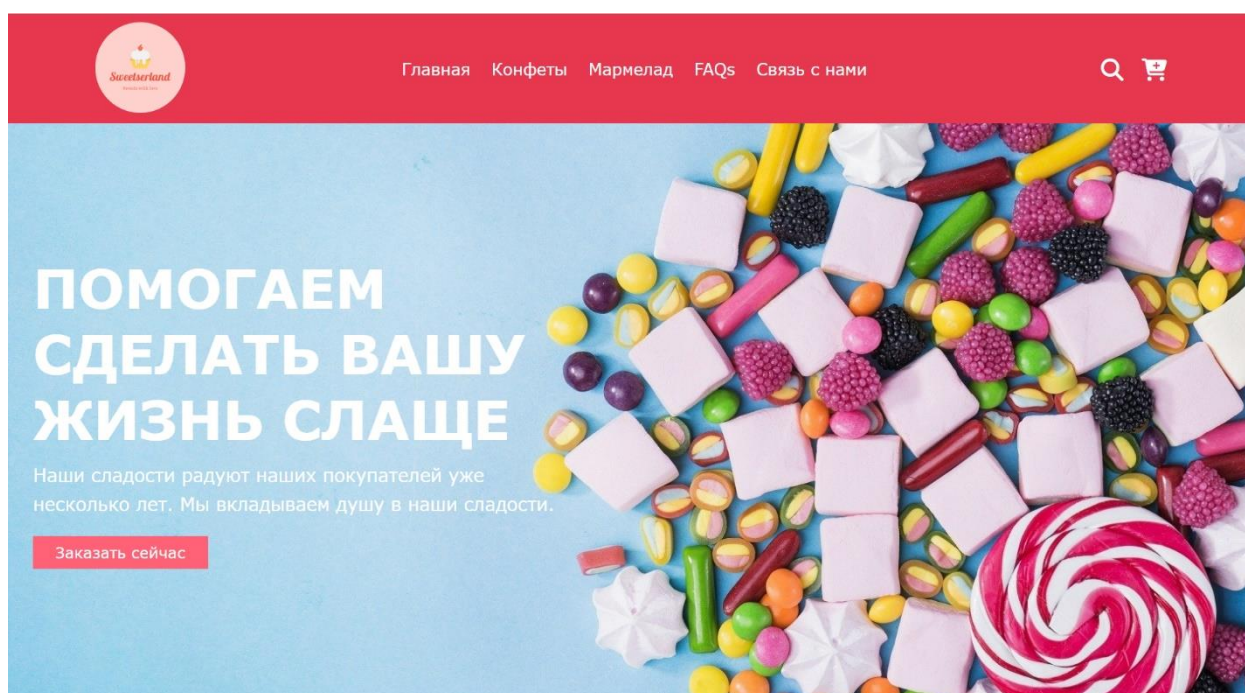 Sweetserland
Главная Конфеты Мармелад FAQs Связь с нами
ПОМОГАЕМ
СДЕЛАТЬ ВАШУ
ЖИЗНЬ СЛАЩЕ
Наши сладости радуют наших покупателей уже
несколько лет. Мы вкладываем душу в наши сладости.
Заказать сейчас